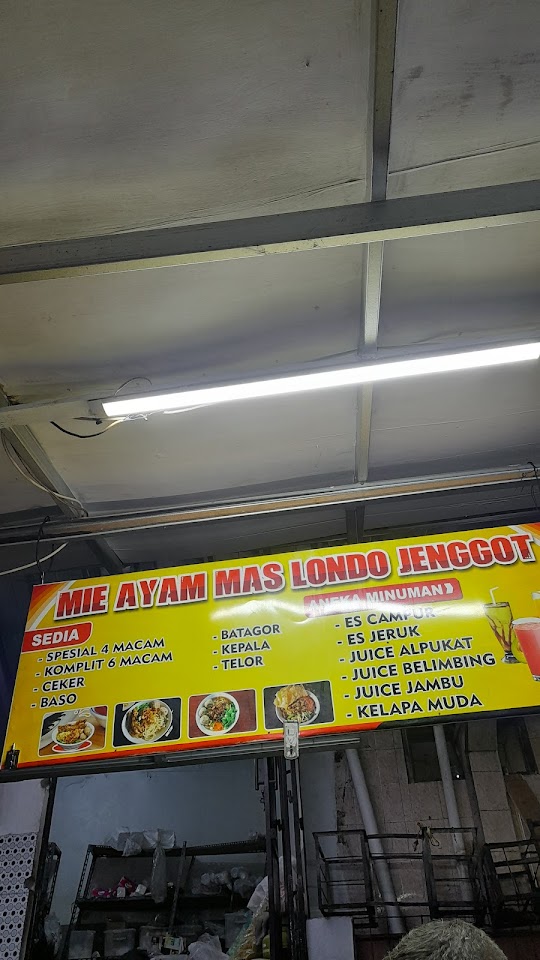 MIE AYAM MAS LONDO JENGGOT
SEDIA
- SPESIAL 4 MACAM
- KOMPLIT 6 MACAM
- CEKER
- BASO
- BATAGOR
- KEPALA
- TELOR
ANEKA MINUMAN
- ES CAMPUR
- ES JERUK
- JUICE ALPUKAT
- JUICE BELIMBING
- JUICE JAMBU
- KELAPA MUDA